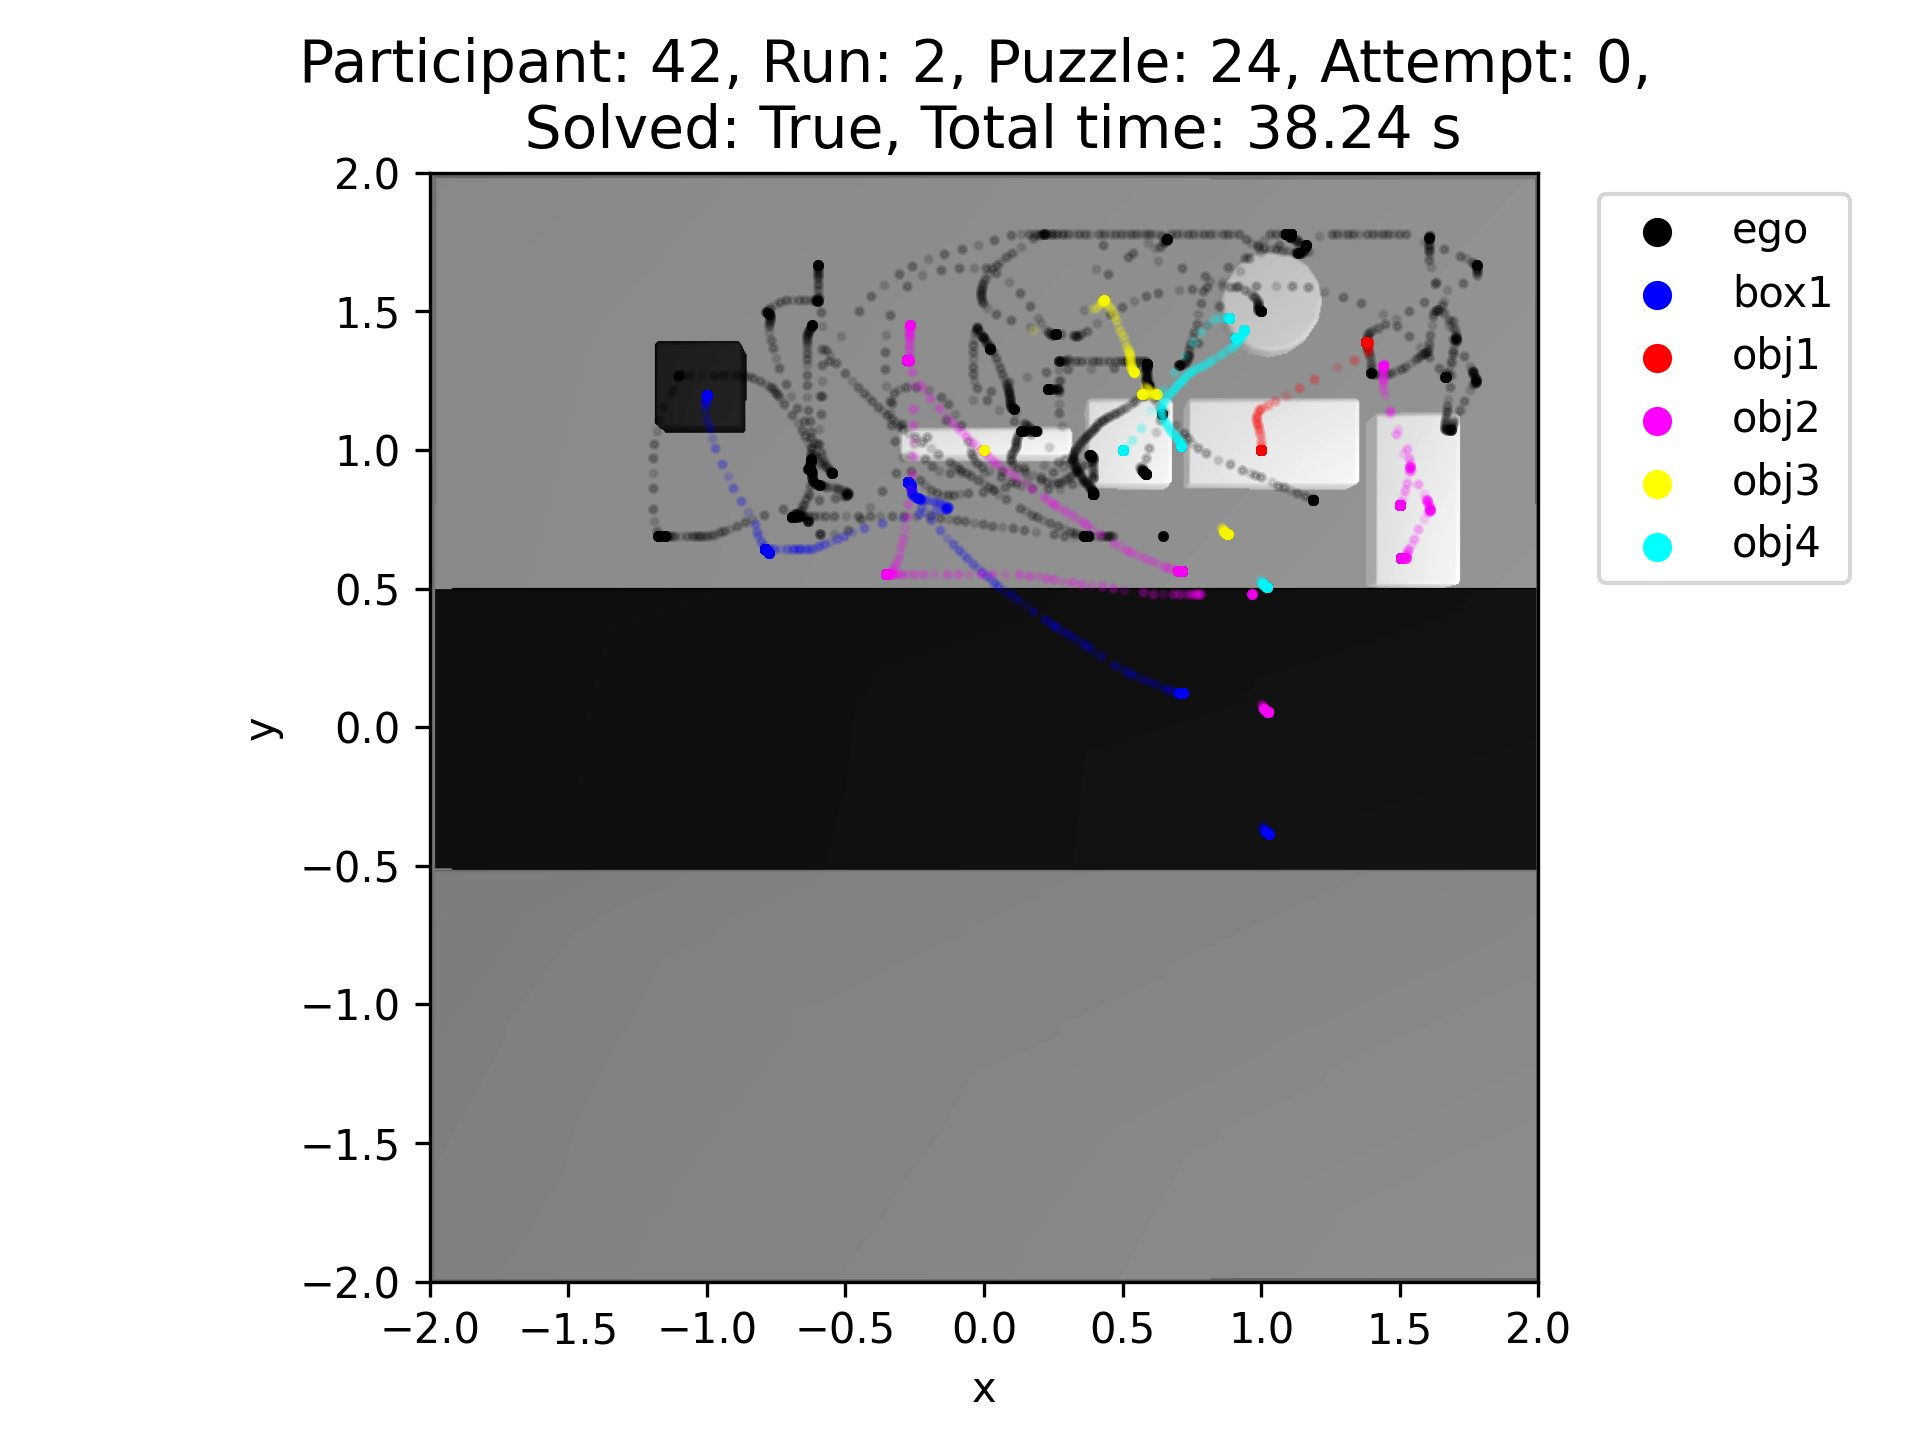 Participant: 42, Run: 2, Puzzle: 24, Attempt: 0,
Solved: True, Total time: 38.24 s
2.0
1.5
1.0
0.5
0.0
−0.5
−1.0
−1.5
−2.0
y
−2.0 −1.5 −1.0 −0.5 0.0 0.5 1.0 1.5 2.0
x
ego
box1
obj1
obj2
obj3
obj4